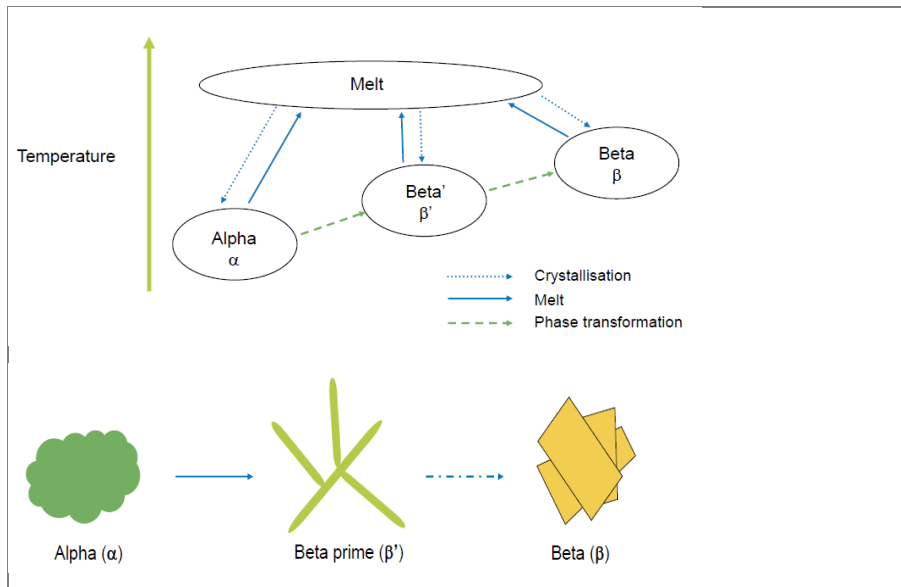 Melt
Temperature
Beta
β
Beta’
β’
Alpha
α
Crystallisation
Melt
Phase transformation
Alpha (α)
Beta prime (β’)
Beta (β)